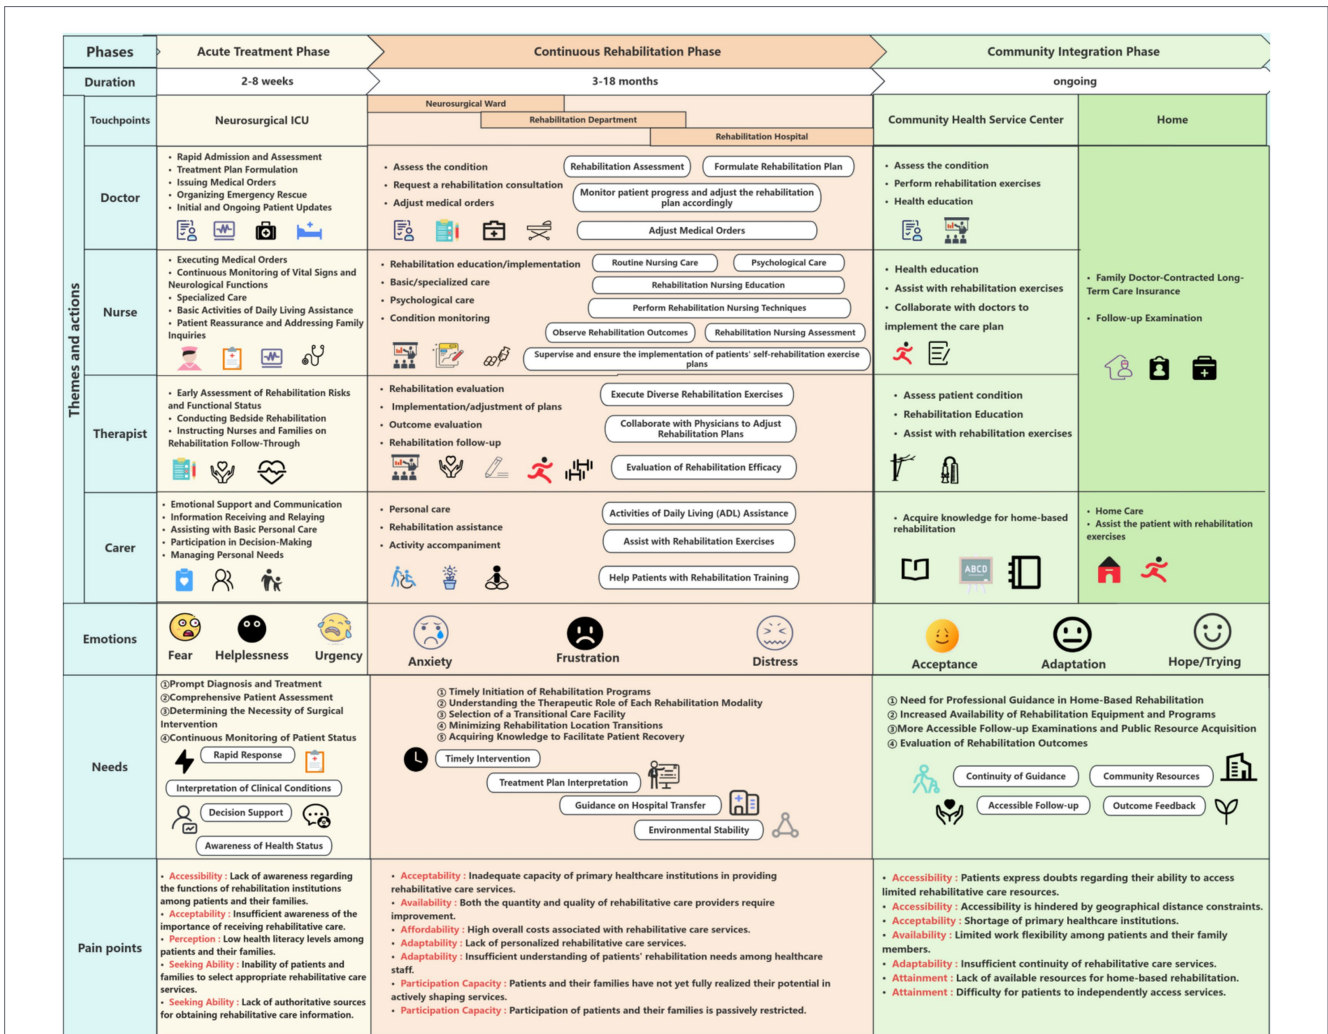 Phases
Acute Treatment Phase
Continuous Rehabilitation Phase
Community Integration Phase
Duration
2-8 weeks
3-18 months
ongoing
Themes and actions
Touchpoints
Neurosurgical ICU
Neurosurgical Ward
Rehabilitation Department
Rehabilitation Hospital
Community Health Service Center
Home
Doctor
• Rapid Admission and Assessment
• Treatment Plan Formulation
• Issuing Medical Orders
• Organizing Emergency Rescue
• Initial and Ongoing Patient Updates
• Assess the condition
• Request a rehabilitation consultation
• Adjust medical orders
Rehabilitation Assessment
Formulate Rehabilitation Plan
Monitor patient progress and adjust the rehabilitation
plan accordingly
Adjust Medical Orders
• Assess the condition
• Perform rehabilitation exercises
• Health education
Nurse
• Executing Medical Orders
• Continuous Monitoring of Vital Signs and
Neurological Functions
• Specialized Care
• Basic Activities of Daily Living Assistance
• Patient Reassurance and Addressing Family
Inquiries
• Rehabilitation education/implementation
• Basic/specialized care
• Psychological care
• Condition monitoring
Routine Nursing Care
Psychological Care
Rehabilitation Nursing Education
Perform Rehabilitation Nursing Techniques
Observe Rehabilitation Outcomes
Rehabilitation Nursing Assessment
Supervise and ensure the implementation of patients' self-rehabilitation exercise
plans
• Health education
• Assist with rehabilitation exercises
• Collaborate with doctors to
implement the care plan
• Family Doctor-Contracted Long-
Term Care Insurance
• Follow-up Examination
Therapist
• Early Assessment of Rehabilitation Risks
and Functional Status
• Conducting Bedside Rehabilitation
• Instructing Nurses and Families on
Rehabilitation Follow-Through
• Rehabilitation evaluation
• Implementation/adjustment of plans
• Outcome evaluation
• Rehabilitation follow-up
Execute Diverse Rehabilitation Exercises
Collaborate with Physicians to Adjust
Rehabilitation Plans
Evaluation of Rehabilitation Efficacy
• Assess patient condition
• Rehabilitation Education
• Assist with rehabilitation exercises
Carer
• Emotional Support and Communication
• Information Receiving and Relaying
• Assisting with Basic Personal Care
• Participation in Decision-Making
• Managing Personal Needs
• Personal care
• Rehabilitation assistance
• Activity accompaniment
Activities of Daily Living (ADL) Assistance
Assist with Rehabilitation Exercises
Help Patients with Rehabilitation Training
• Acquire knowledge for home-based
rehabilitation
ABCD
• Home Care
• Assist the patient with rehabilitation
exercises
Emotions
Fear
Helplessness
Urgency
Anxiety
Frustration
Distress
Acceptance
Adaptation
Hope/Trying
Needs
①Prompt Diagnosis and Treatment
②Comprehensive Patient Assessment
③Determining the Necessity of Surgical
Intervention
④Continuous Monitoring of Patient Status
Rapid Response
Interpretation of Clinical Conditions
Decision Support
Awareness of Health Status
① Timely Initiation of Rehabilitation Programs
② Understanding the Therapeutic Role of Each Rehabilitation Modality
③ Selection of a Transitional Care Facility
④ Minimizing Rehabilitation Location Transitions
⑤ Acquiring Knowledge to Facilitate Patient Recovery
Timely Intervention
Treatment Plan Interpretation
Guidance on Hospital Transfer
Environmental Stability
① Need for Professional Guidance in Home-Based Rehabilitation
② Increased Availability of Rehabilitation Equipment and Programs
③More Accessible Follow-up Examinations and Public Resource Acquisition
④ Evaluation of Rehabilitation Outcomes
Continuity of Guidance
Community Resources
Accessible Follow-up
Outcome Feedback
Pain points
• Accessibility : Lack of awareness regarding
the functions of rehabilitation institutions
among patients and their families.
• Acceptability : Insufficient awareness of the
importance of receiving rehabilitative care.
• Perception : Low health literacy levels among
patients and their families.
• Seeking Ability : Inability of patients and
families to select appropriate rehabilitative care
services.
• Seeking Ability : Lack of authoritative sources
for obtaining rehabilitative care information.
• Acceptability : Inadequate capacity of primary healthcare institutions in providing
rehabilitative care services.
• Availability : Both the quantity and quality of rehabilitative care providers require
improvement.
• Affordability : High overall costs associated with rehabilitative care services.
• Adaptability : Lack of personalized rehabilitative care services.
• Adaptability : Insufficient understanding of patients' rehabilitation needs among healthcare
staff.
• Participation Capacity : Patients and their families have not yet fully realized their potential in
actively shaping services.
• Participation Capacity : Participation of patients and their families is passively restricted.
• Accessibility : Patients express doubts regarding their ability to access
limited rehabilitative care resources.
• Accessibility : Accessibility is hindered by geographical distance constraints.
• Acceptability : Shortage of primary healthcare institutions.
• Availability : Limited work flexibility among patients and their family
members.
• Adaptability : Insufficient continuity of rehabilitative care services.
• Attainment : Lack of available resources for home-based rehabilitation.
• Attainment : Difficulty for patients to independently access services.